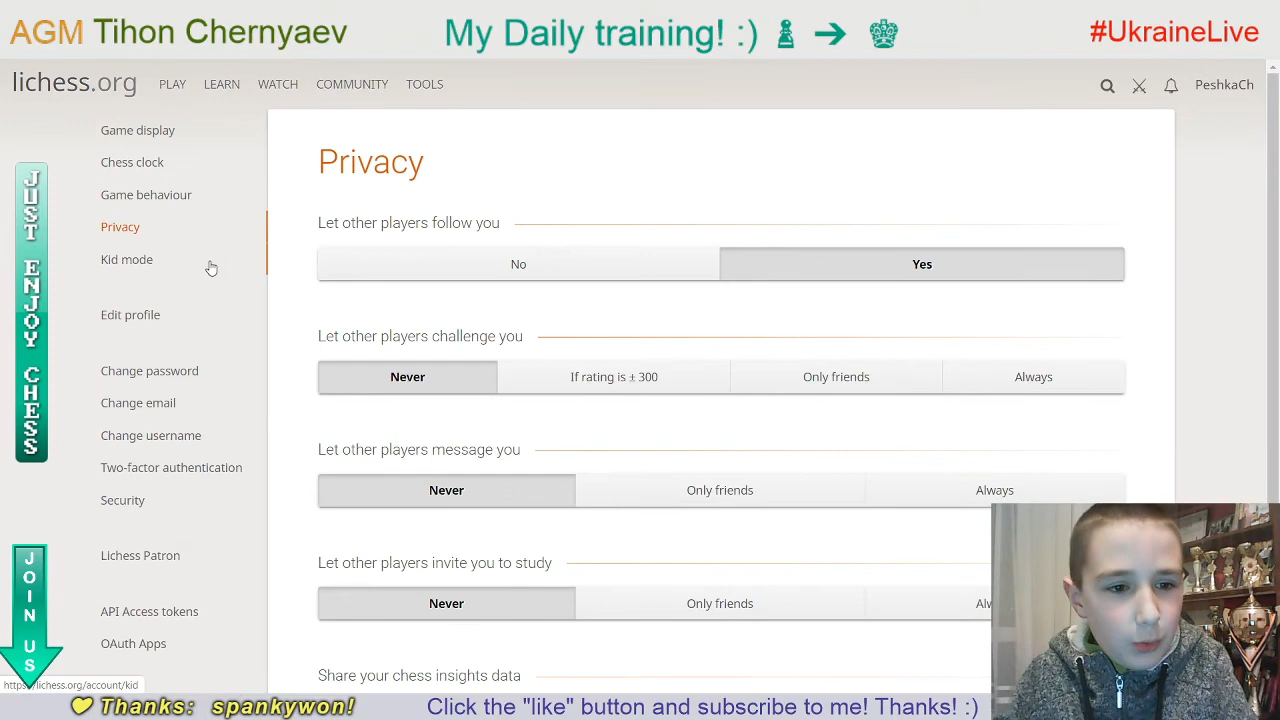 AGM Tihon Chernyaev
My Daily training! :)
#UkraineLive
lichess.org PLAY LEARN WATCH COMMUNITY TOOLS
PeshkaCh
JUST ENJOY CHESS
JOIN US
Game display
Chess clock
Game behaviour
Privacy
Kid mode
Edit profile
Change password
Change email
Change username
Two-factor authentication
Security
Lichess Patron
API Access tokens
OAuth Apps
https://lichess.org/account/kid
Privacy
Let other players follow you
No Yes
Let other players challenge you
Never If rating is ± 300 Only friends Always
Let other players message you
Never Only friends Always
Let other players invite you to study
Never Only friends
Share your chess insights data
Thanks: spankywon!
Click the "like" button and subscribe to me! Thanks! :)